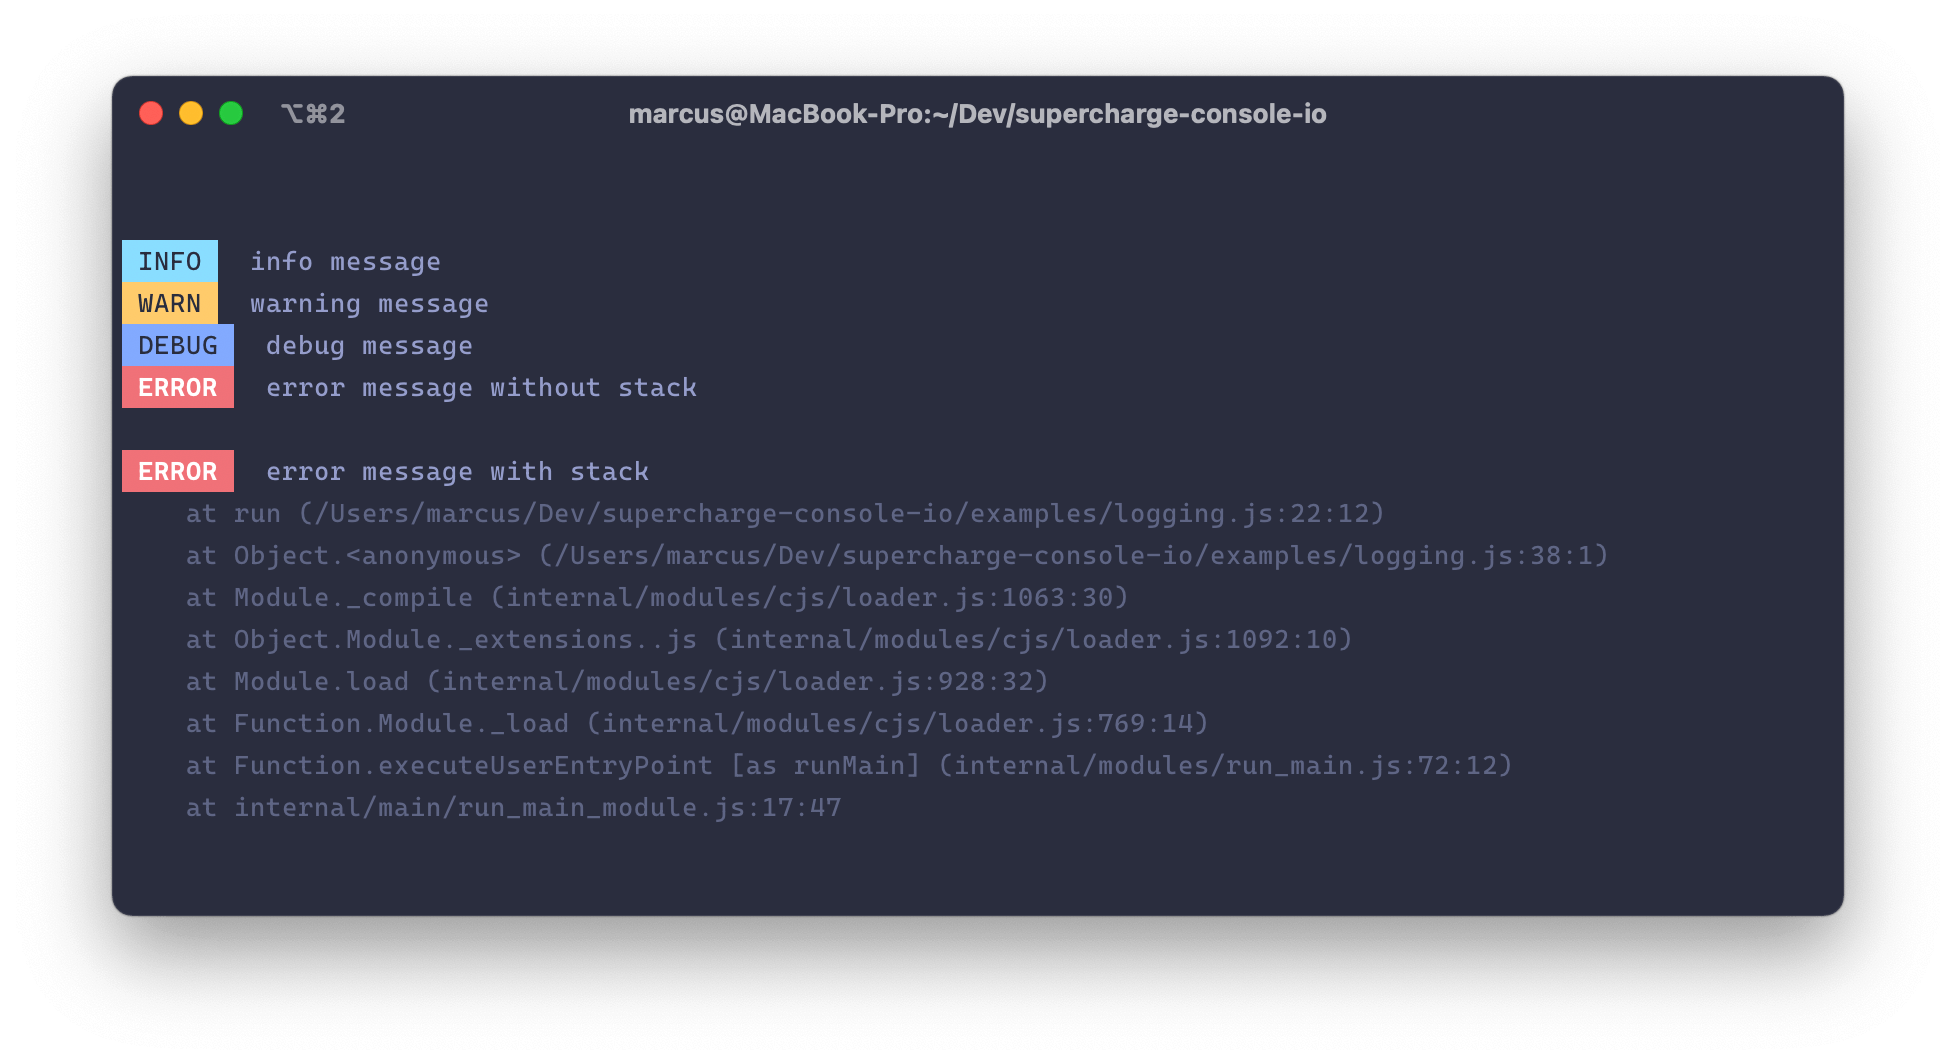 ⌥⌘2 marcus@MacBook-Pro:~/Dev/supercharge-console-io
INFO info message
WARN warning message
DEBUG debug message
ERROR error message without stack
ERROR error message with stack
at run (/Users/marcus/Dev/supercharge-console-io/examples/logging.js:22:12)
at Object.<anonymous> (/Users/marcus/Dev/supercharge-console-io/examples/logging.js:38:1)
at Module._compile (internal/modules/cjs/loader.js:1063:30)
at Object.Module._extensions..js (internal/modules/cjs/loader.js:1092:10)
at Module.load (internal/modules/cjs/loader.js:928:32)
at Function.Module._load (internal/modules/cjs/loader.js:769:14)
at Function.executeUserEntryPoint [as runMain] (internal/modules/run_main.js:72:12)
at internal/main/run_main_module.js:17:47